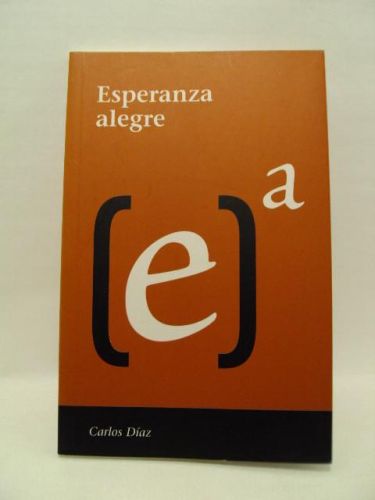 Esperanza
alegre
[e]a
Carlos Díaz